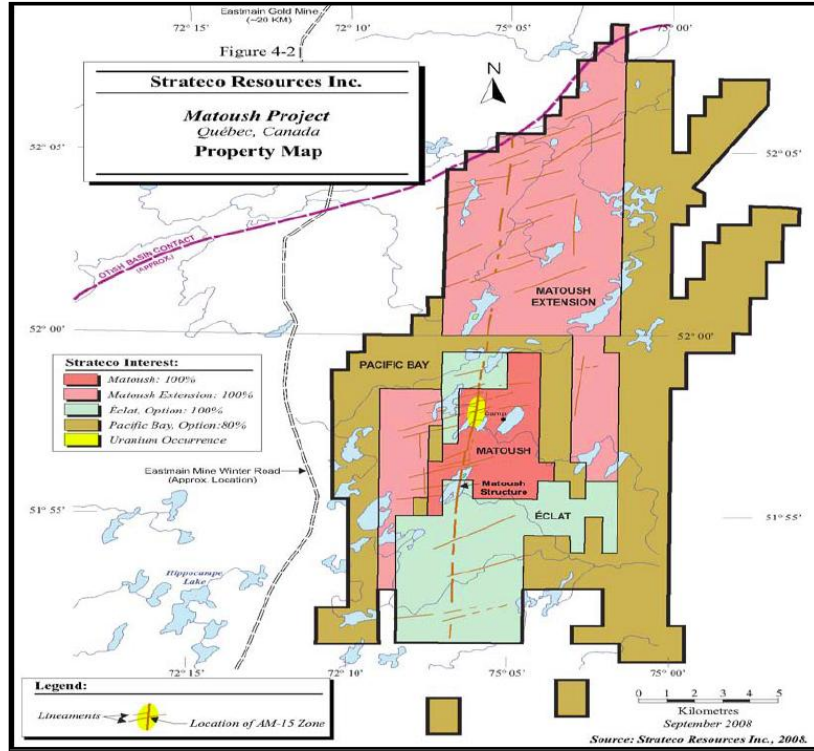 Eastmain Gold Mine
(~20 KM)
72° 15'
72° 10'
75° 05'
75° 00'
Figure 4-2
Strateco Resources Inc.
Matoush Project
Québec, Canada
Property Map
N
52° 05'
52° 05'
OTISH BASIN CONTACT
(APPROX.)
MATOUSH
EXTENSION
52° 00'
52° 00'
PACIFIC BAY
Strateco Interest:
Matoush: 100%
Matoush Extension: 100%
Éclat, Option: 100%
Pacific Bay, Option:80%
Uranium Occurrence
Camp
MATOUSH
Eastmain Mine Winter Road
(Approx. Location)
Matoush
Structure
ÉCLAT
51° 55'
51° 55'
Hippocampe
Lake
72° 15'
72° 10'
75° 05'
75° 00'
Legend:
Lineaments
Location of AM-15 Zone
0 1 2 3 4 5
Kilometres
September 2008
Source: Strateco Resources Inc., 2008.